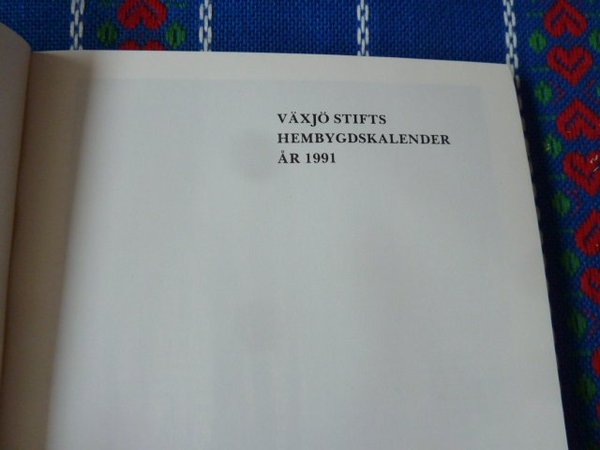 VÄXJÖ STIFTS
HEMBYGDSKALENDER
ÅR 1991